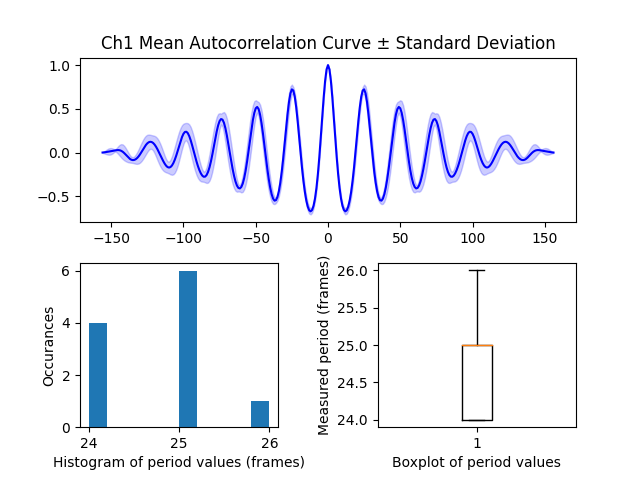 Ch1 Mean Autocorrelation Curve ± Standard Deviation
1.0
0.5
0.0
−0.5
−150 −100 −50 0 50 100 150
6
4
2
0
Occurances
24 25 26
Histogram of period values (frames)
26.0
25.5
25.0
24.5
24.0
Measured period (frames)
1
Boxplot of period values